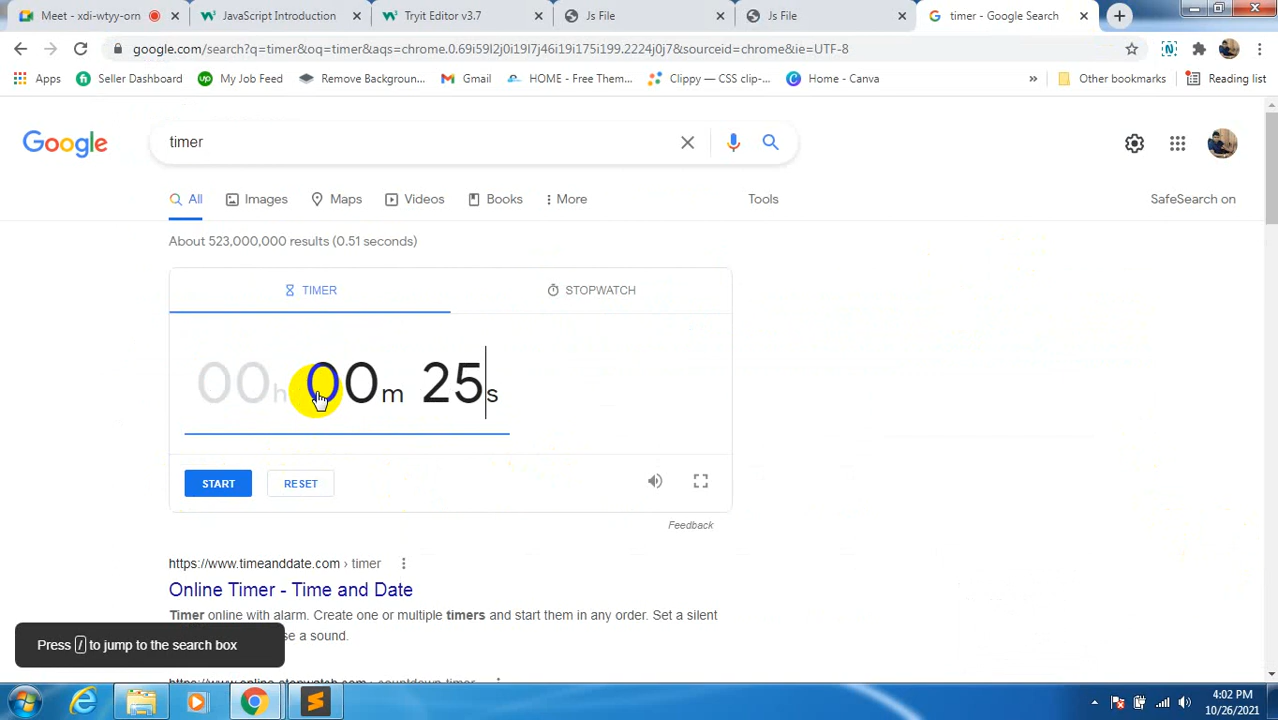 Meet - xdi-wtyy-orn
JavaScript Introduction
Tryit Editor v3.7
Js File
Js File
timer - Google Search
google.com/search?q=timer&oq=timer&aqs=chrome.0.69i59l2j0i19l7j46i19i175i199.2224j0j7&sourceid=chrome&ie=UTF-8
Apps
Seller Dashboard
My Job Feed
Remove Background...
Gmail
HOME - Free Them...
Clippy — CSS clip-...
Home - Canva
»
Other bookmarks
Reading list
Google
timer
All
Images
Maps
Videos
Books
More
Tools
SafeSearch on
About 523,000,000 results (0.51 seconds)
TIMER
STOPWATCH
00h 00m 25s
START
RESET
Feedback
https://www.timeanddate.com › timer
Online Timer - Time and Date
Timer online with alarm. Create one or multiple timers and start them in any order. Set a silent
se a sound.
Press / to jump to the search box
4:02 PM
10/26/2021